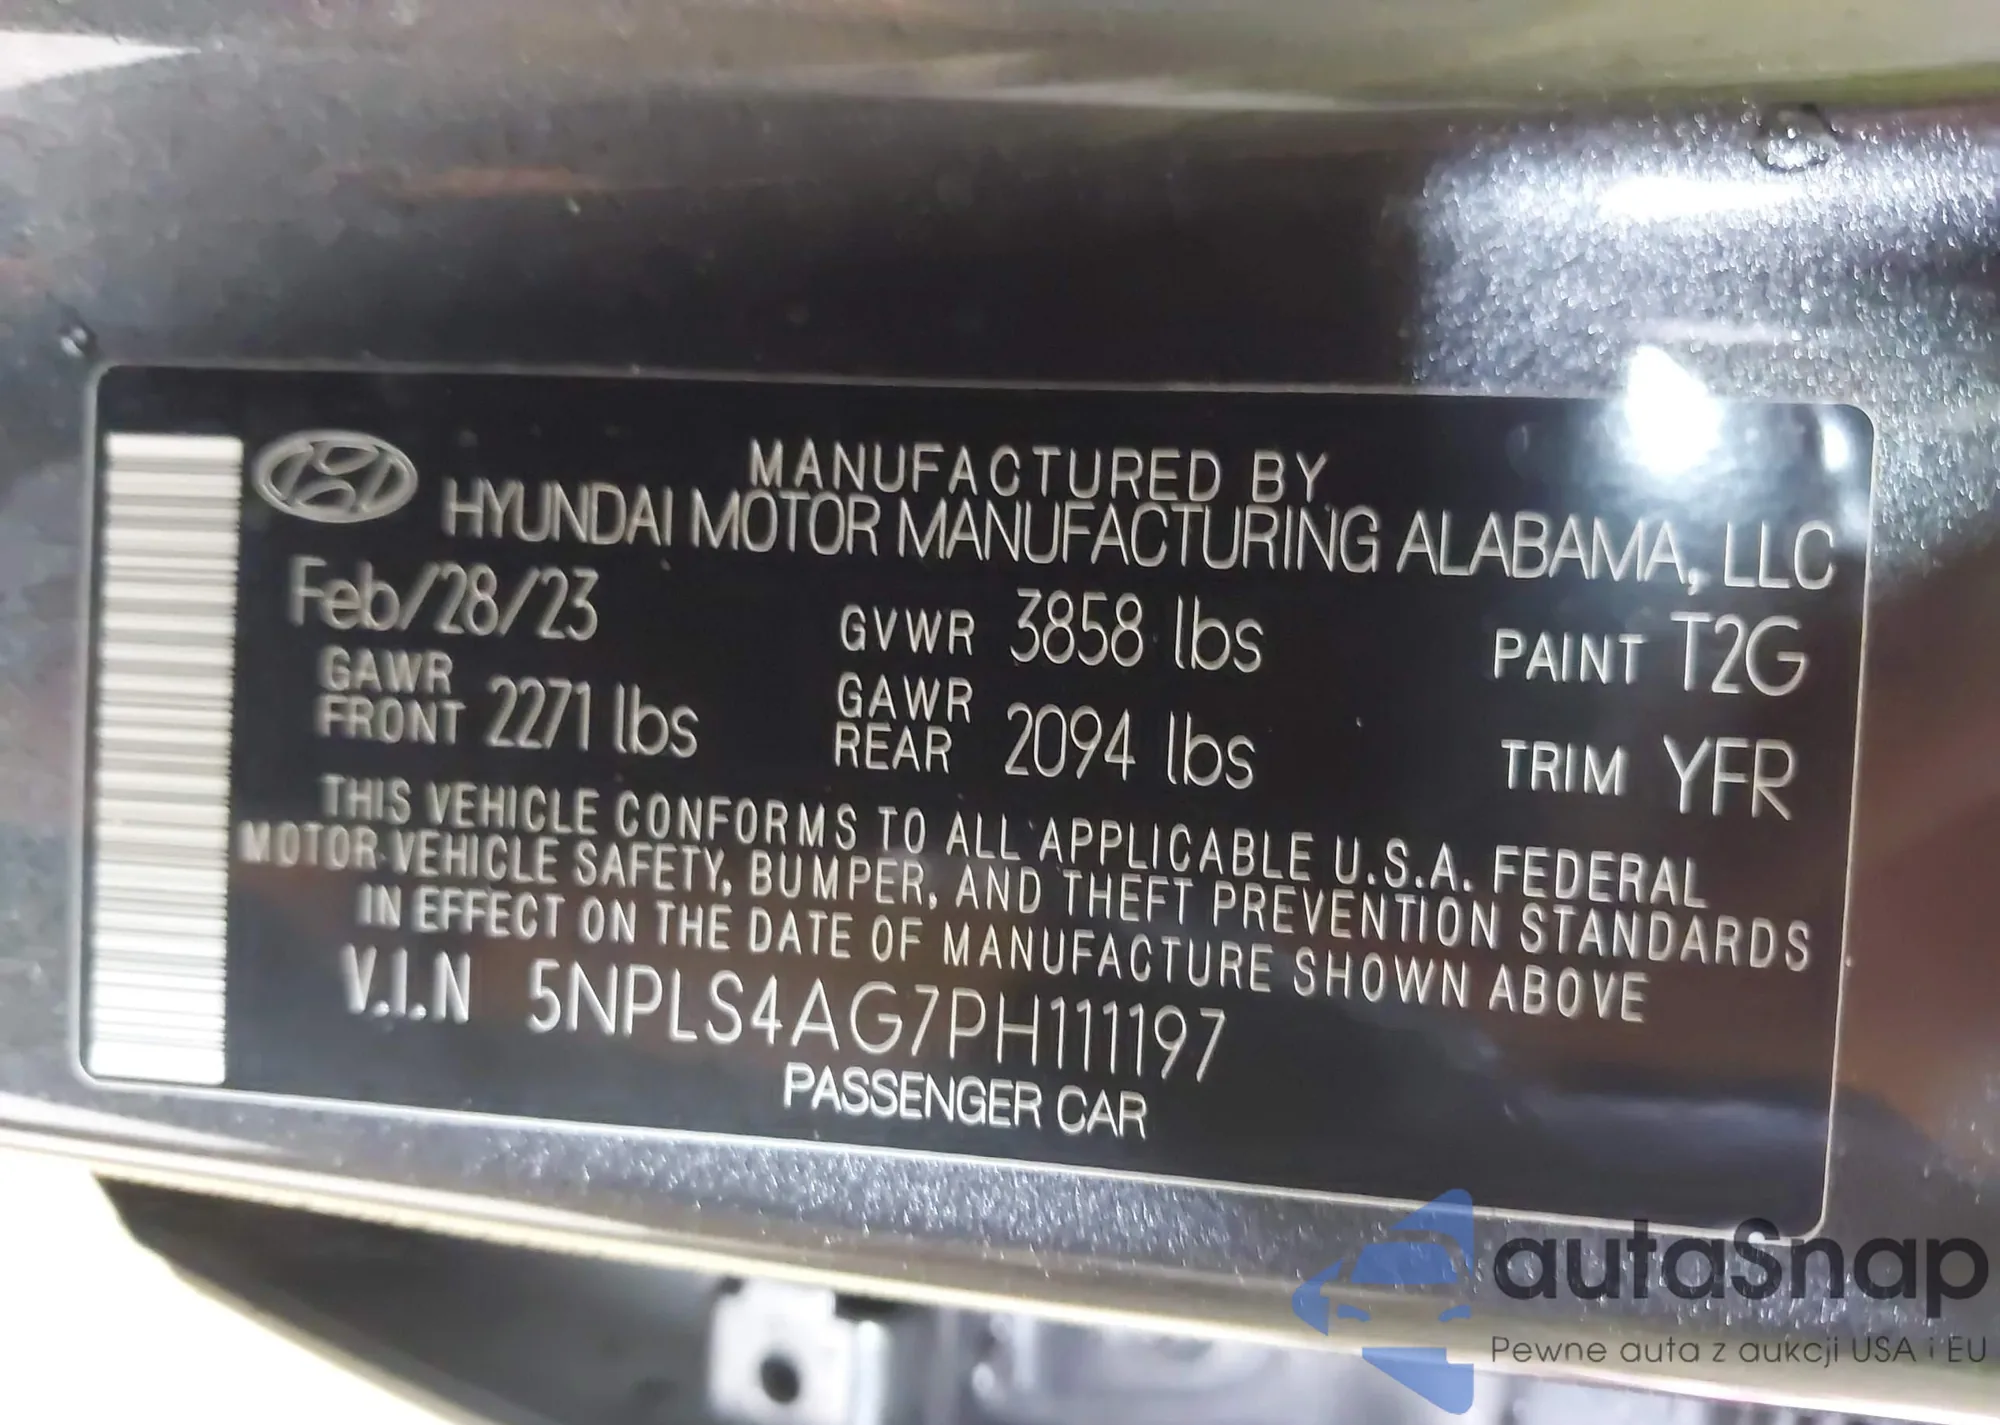 MANUFACTURED BY
HYUNDAI MOTOR MANUFACTURING ALABAMA, LLC
Feb/28/23 GVWR 3858 lbs PAINT T2G
GAWR FRONT 2271 lbs GAWR REAR 2094 lbs TRIM YFR
THIS VEHICLE CONFORMS TO ALL APPLICABLE U.S.A. FEDERAL
MOTOR VEHICLE SAFETY, BUMPER, AND THEFT PREVENTION STANDARDS
IN EFFECT ON THE DATE OF MANUFACTURE SHOWN ABOVE
V.I.N 5NPLS4AG7PH111197
PASSENGER CAR
autaSnap
Pewne auta z aukcji USA i EU